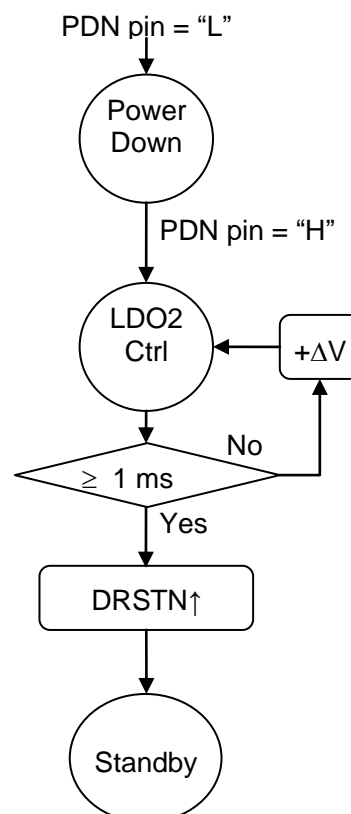 PDN pin = “L”
Power
Down
PDN pin = “H”
LDO2
Ctrl
+ΔV
No
≥ 1 ms
Yes
DRSTN↑
Standby